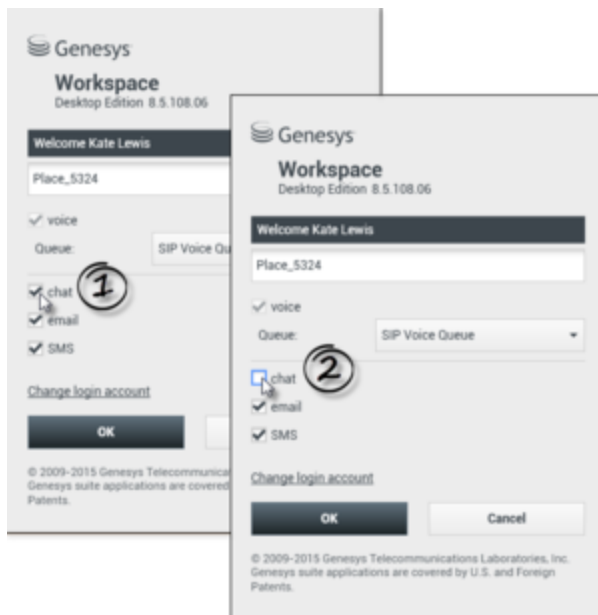 Genesys
Workspace
Desktop Edition 8.5.108.06
Welcome Kate Lewis
Place_5324
voice
Queue:
SIP Voice Qu
chat
1
email
SMS
Change login account
OK
© 2009-2015 Genesys Telecommunica
Genesys suite applications are covered
Patents.
Genesys
Workspace
Desktop Edition 8.5.108.06
Welcome Kate Lewis
Place_5324
voice
Queue:
SIP Voice Queue
chat
2
email
SMS
Change login account
OK
Cancel
© 2009-2015 Genesys Telecommunications Laboratories, Inc.
Genesys suite applications are covered by U.S. and Foreign
Patents.